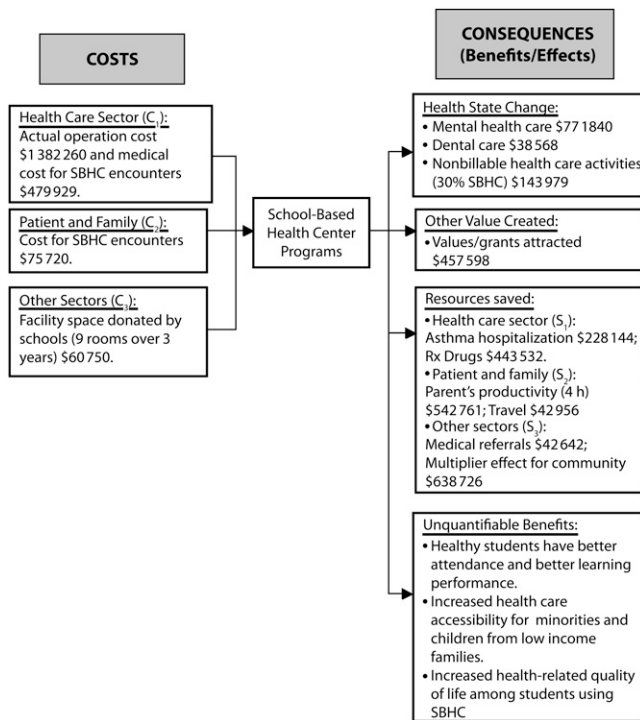 COSTS
Health Care Sector (C₁):
Actual operation cost
$1 382 260 and medical
cost for SBHC encounters
$479 929.
Patient and Family (C₂):
Cost for SBHC encounters
$75 720.
Other Sectors (C₃):
Facility space donated by
schools (9 rooms over 3
years) $60 750.
School-Based
Health Center
Programs
CONSEQUENCES
(Benefits/Effects)
Health State Change:
• Mental health care $77 1840
• Dental care $38 568
• Nonbillable health care activities
(30% SBHC) $143 979
Other Value Created:
• Values/grants attracted
$457 598
Resources saved:
• Health care sector (S₁):
Asthma hospitalization $228 144;
Rx Drugs $443 532.
• Patient and family (S₂):
Parent's productivity (4 h)
$542 761; Travel $42 956
• Other sectors (S₃):
Medical referrals $42 642;
Multiplier effect for community
$638 726
Unquantifiable Benefits:
• Healthy students have better
attendance and better learning
performance.
• Increased health care
accessibility for minorities and
children from low income
families.
• Increased health-related quality
of life among students using
SBHC